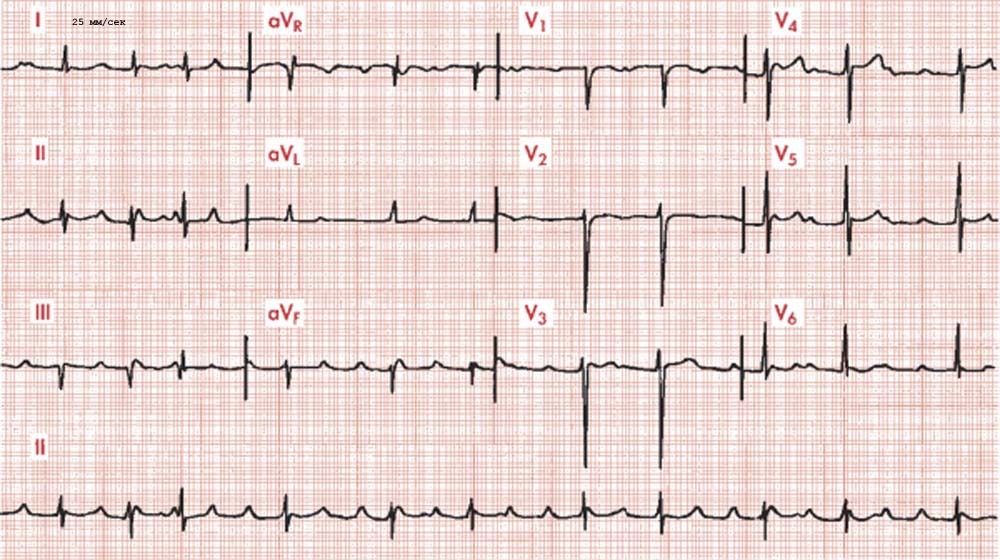 I 25 мм/сек aVR V1 V4
II aVL V2 V5
III aVF V3 V6
II